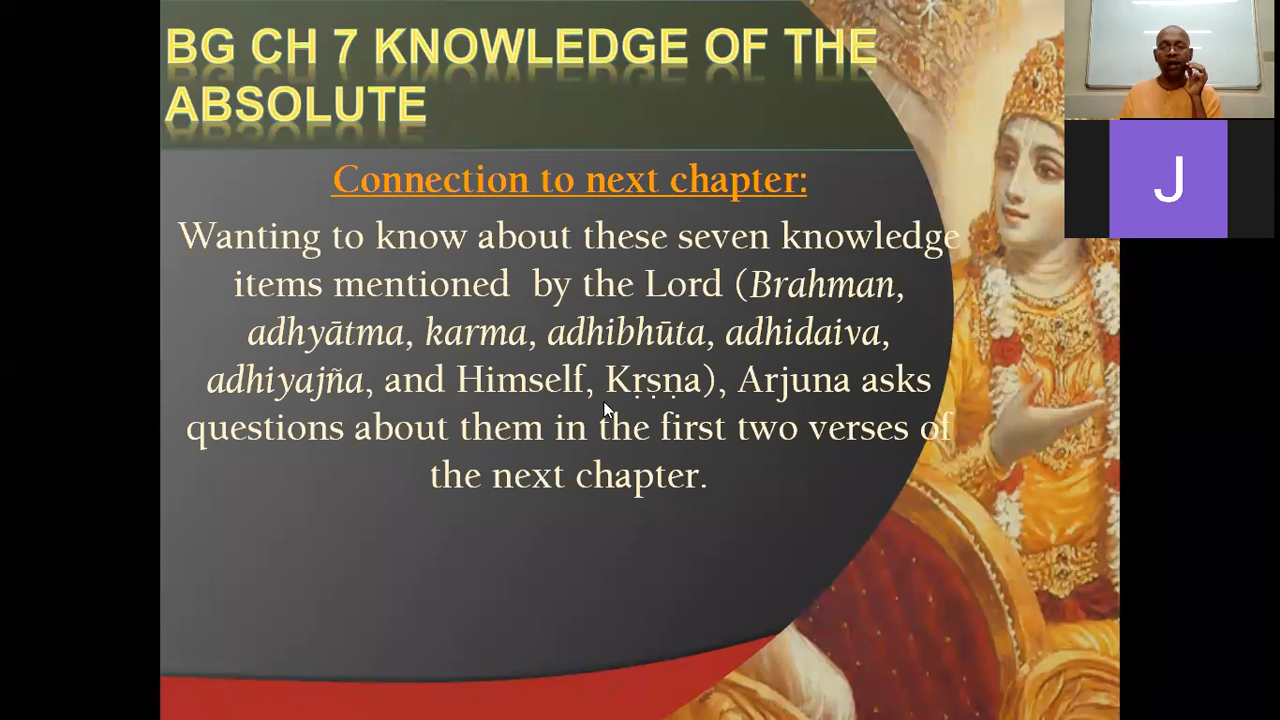 BG CH 7 KNOWLEDGE OF THE
ABSOLUTE
Connection to next chapter:
Wanting to know about these seven knowledge
items mentioned  by the Lord (Brahman,
adhyātma, karma, adhibhūta, adhidaiva,
adhiyajña, and Himself, Kṛṣṇa), Arjuna asks
questions about them in the first two verses of
the next chapter.
J